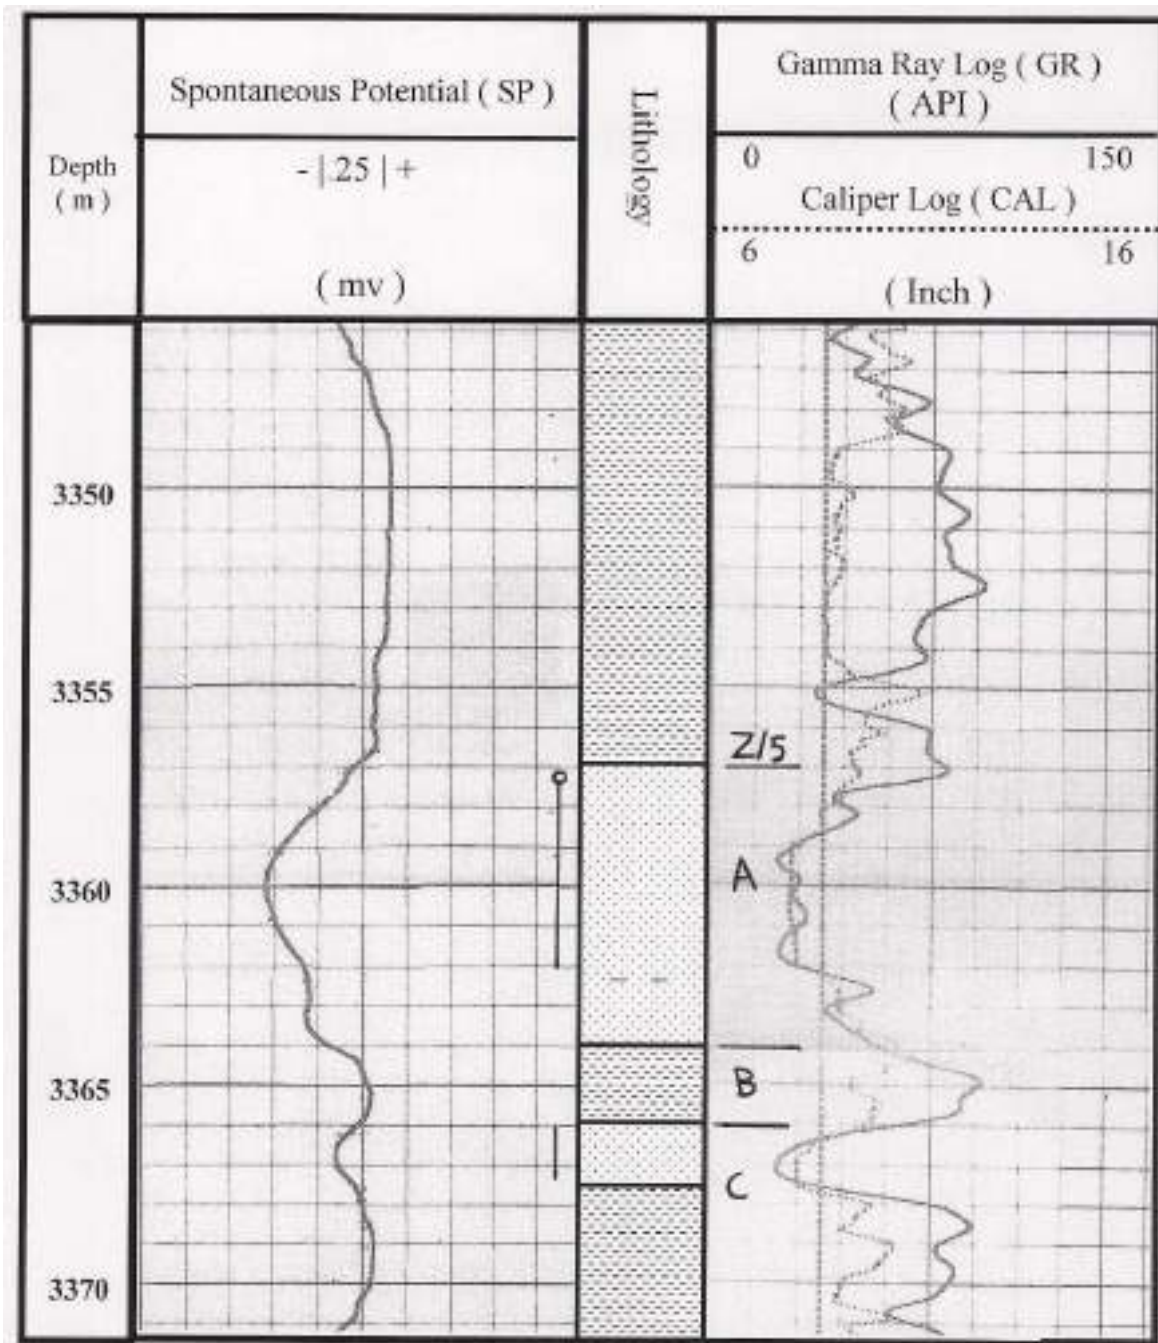 Depth
( m )
Spontaneous Potential ( SP )
- | 25 | +
( mv )
Lithology
Gamma Ray Log ( GR )
( API )
0 150
Caliper Log ( CAL )
6 16
( Inch )
3350
3355
Z/5
A
3360
B
3365
C
3370